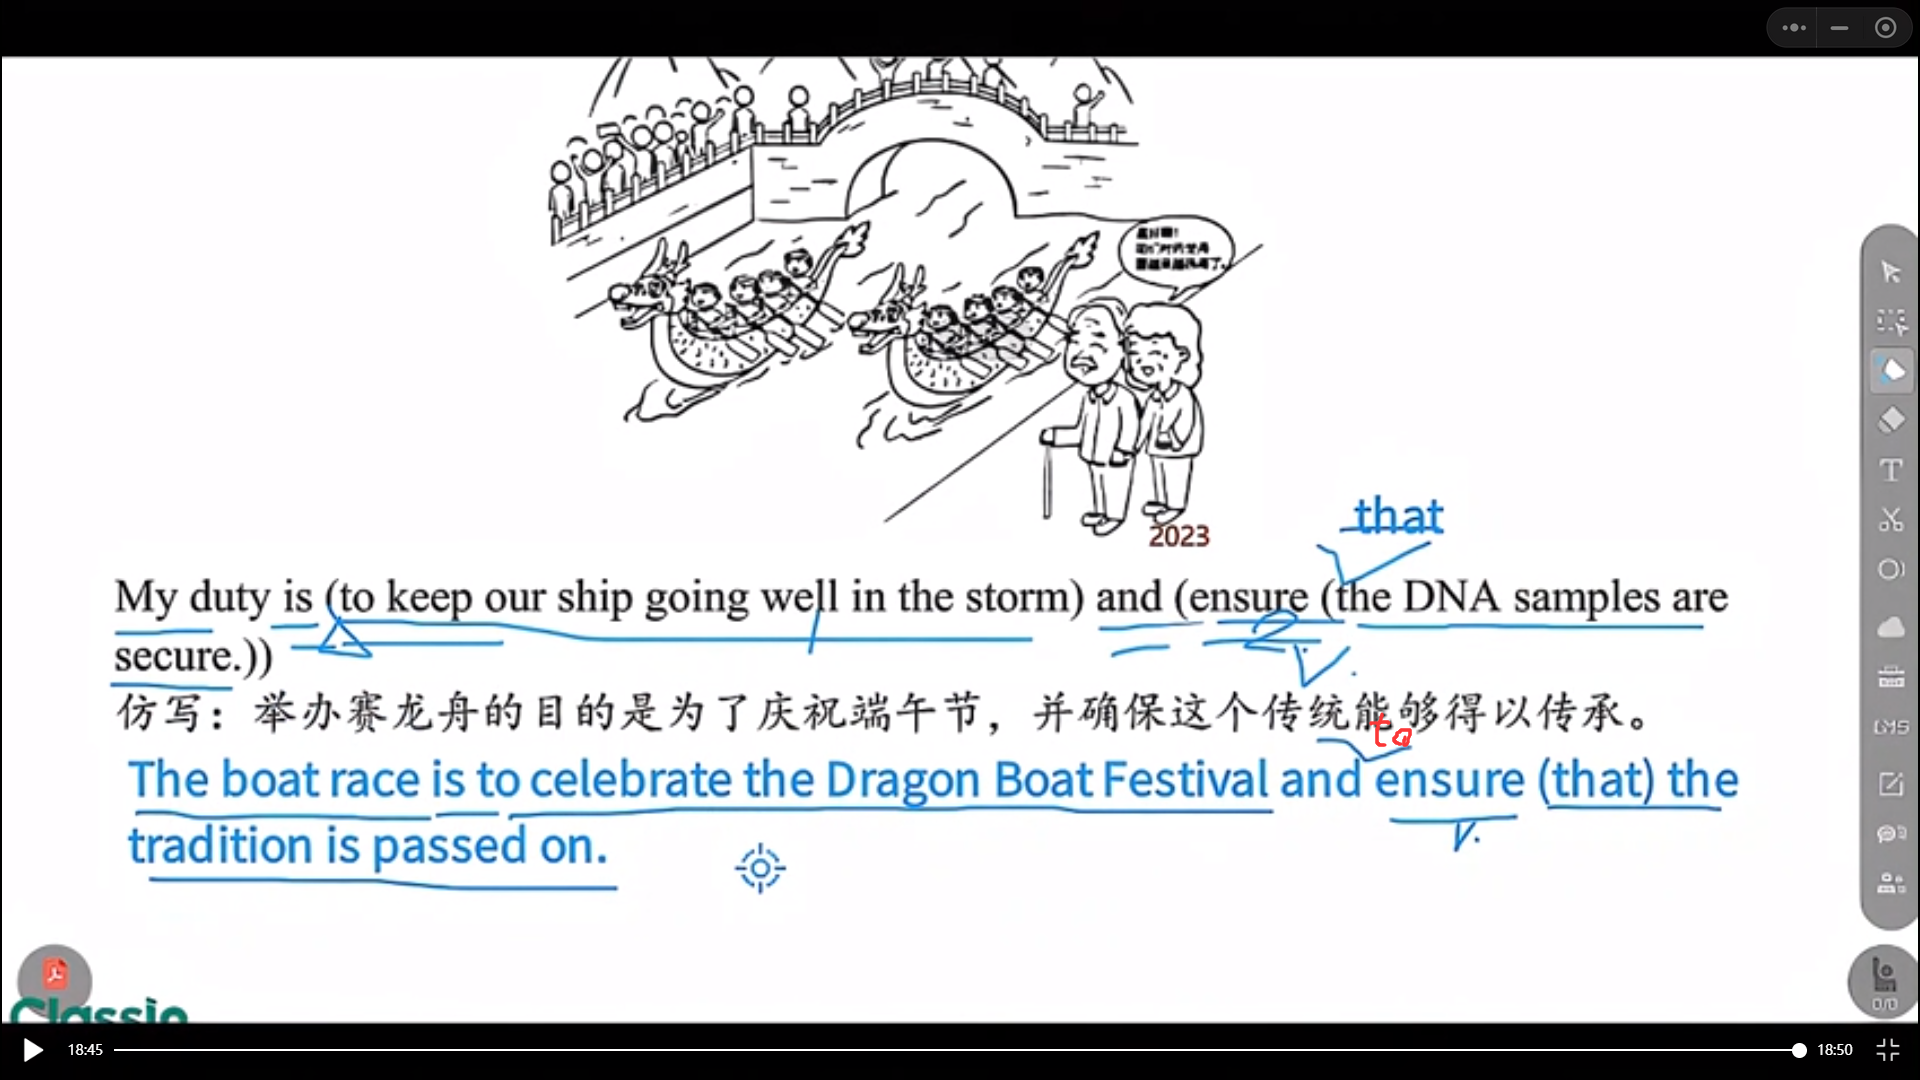 that
2023
My duty is (to keep our ship going well in the storm) and (ensure (the DNA samples are
secure.))
仿写：举办赛龙舟的目的是为了庆祝端午节，并确保这个传统能够得以传承。
to
The boat race is to celebrate the Dragon Boat Festival and ensure (that) the
v.
tradition is passed on.
18:45
18:50
0/0